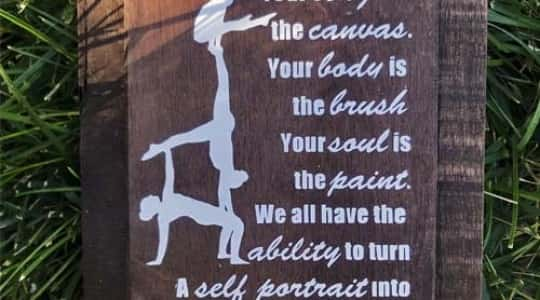 the canvas.
Your body is
the brush
Your soul is
the paint.
We all have the
ability to turn
A self portrait into